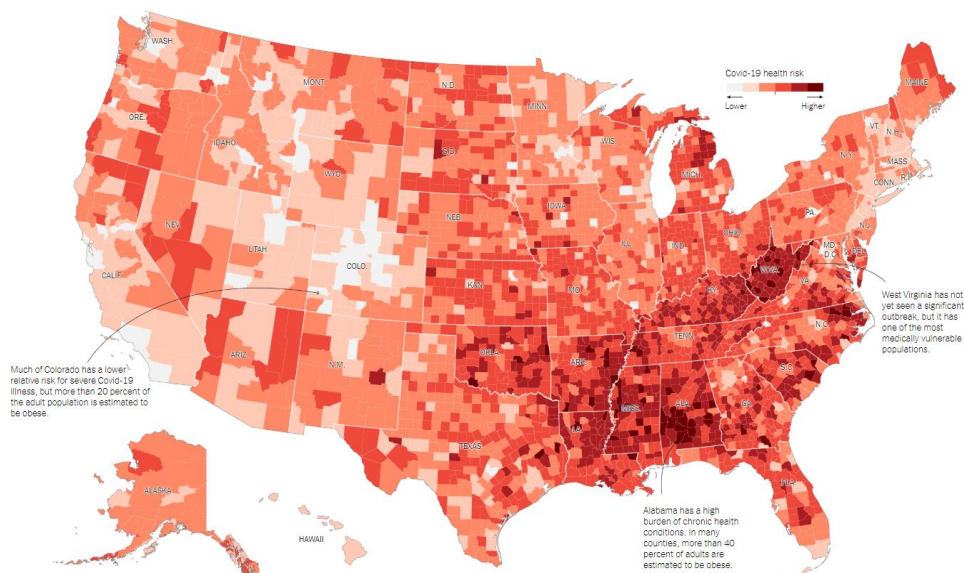 Covid-19 health risk
Lower
Higher
WASH.
MONT.
N.D.
MINN.
MAINE
ORE.
IDAHO
S.D.
WIS.
VT.
N.H.
WYO.
MICH.
N.Y.
MASS
CONN.
R.I.
NEV.
NEB.
IOWA
PA.
N.J.
UTAH
COLO.
ILL.
IND.
OHIO
MD.
D.C.
DEL.
CALIF.
KAN.
MO.
KY.
W.VA.
VA.
West Virginia has not
yet seen a significant
outbreak, but it has
one of the most
medically vulnerable
populations.
ARIZ.
N.M.
OKLA.
ARK.
TENN.
N.C.
S.C.
Much of Colorado has a lower
relative risk for severe Covid-19
illness, but more than 20 percent of
the adult population is estimated to
be obese.
TEXAS
LA.
MISS.
ALA.
GA.
FLA.
ALASKA
HAWAII
Alabama has a high
burden of chronic health
conditions. In many
counties, more than 40
percent of adults are
estimated to be obese.